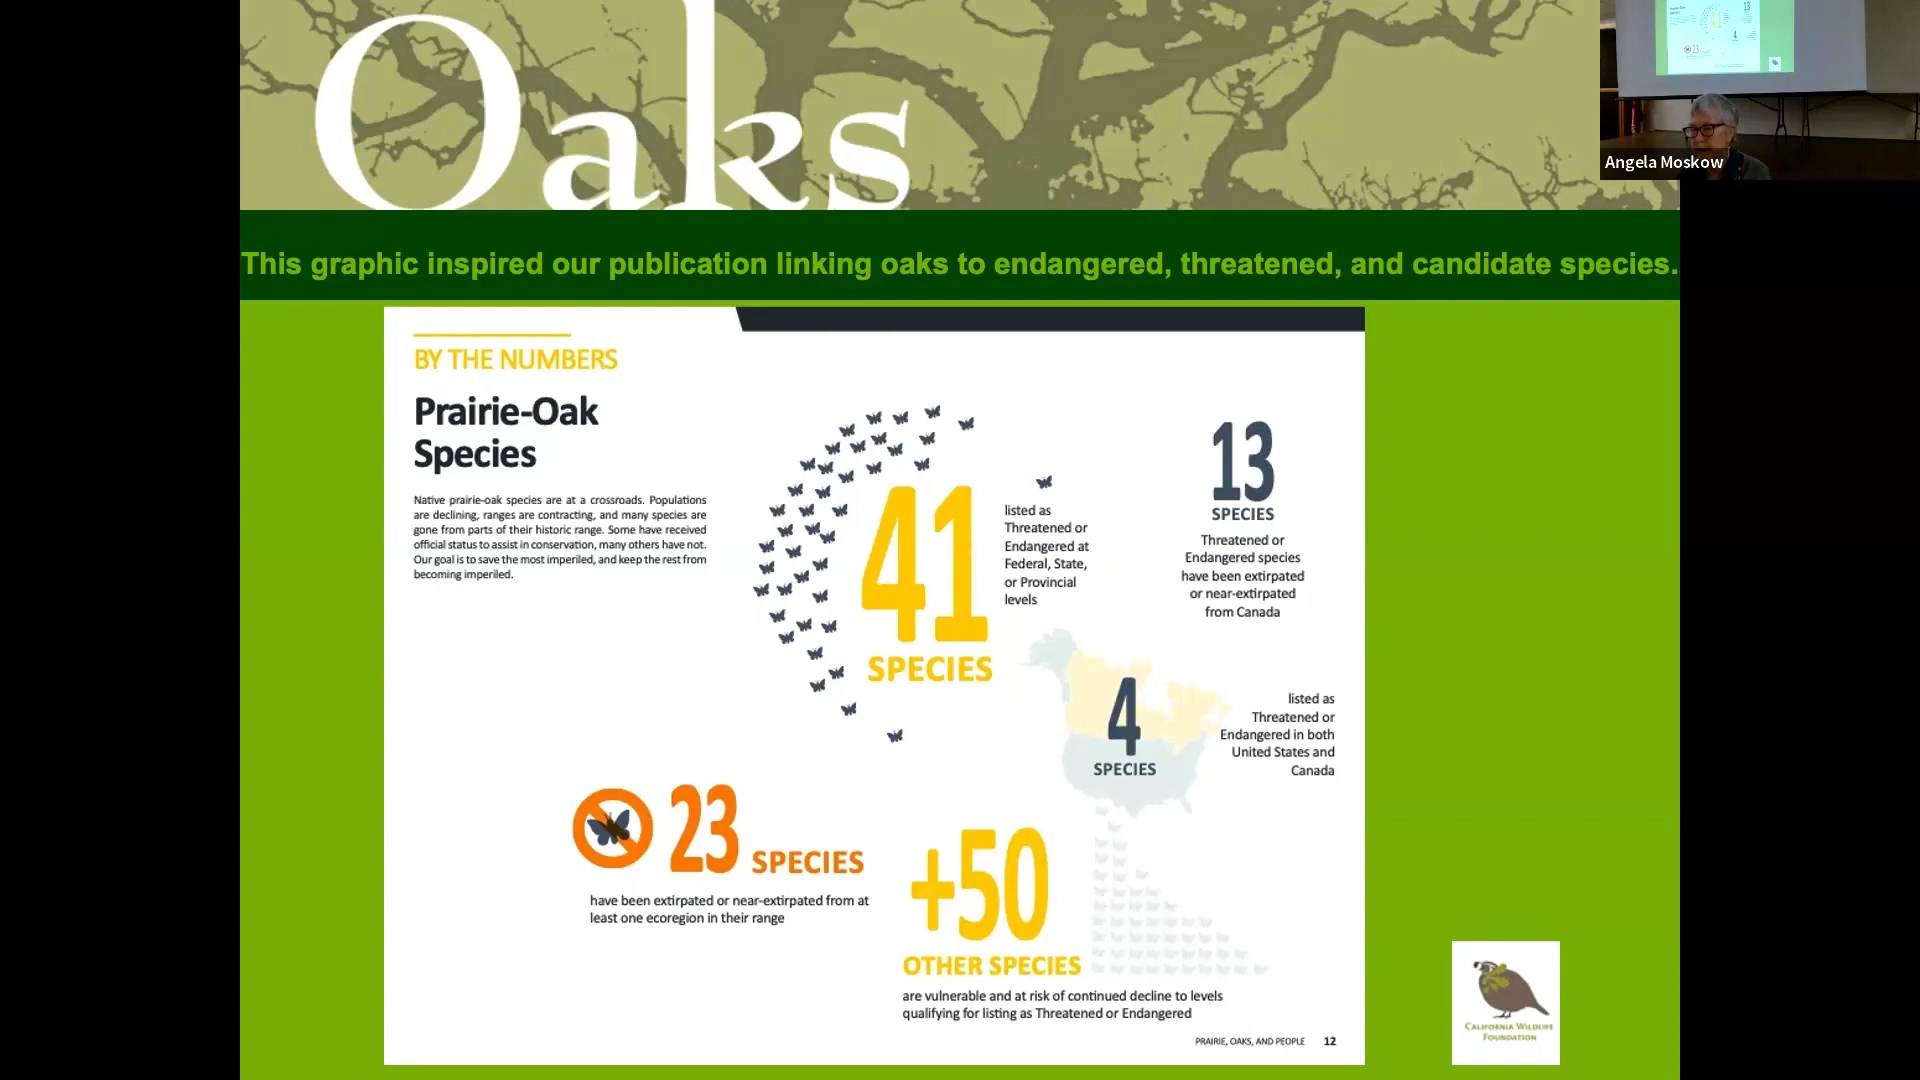 Oaks
Angela Moskow
This graphic inspired our publication linking oaks to endangered, threatened, and candidate species.
BY THE NUMBERS
Prairie-Oak
Species
Native prairie-oak species are at a crossroads. Populations
are declining, ranges are contracting, and many species are
gone from parts of their historic range. Some have received
official status to assist in conservation, many others have not.
Our goal is to save the most imperiled, and keep the rest from
becoming imperiled.
41
SPECIES
listed as
Threatened or
Endangered at
Federal, State,
or Provincial
levels
13
SPECIES
Threatened or
Endangered species
have been extirpated
or near-extirpated
from Canada
4
SPECIES
listed as
Threatened or
Endangered in both
United States and
Canada
23 SPECIES
have been extirpated or near-extirpated from at
least one ecoregion in their range
+50
OTHER SPECIES
are vulnerable and at risk of continued decline to levels
qualifying for listing as Threatened or Endangered
PRAIRIE, OAKS, AND PEOPLE 12
CALIFORNIA WILDLIFE
FOUNDATION